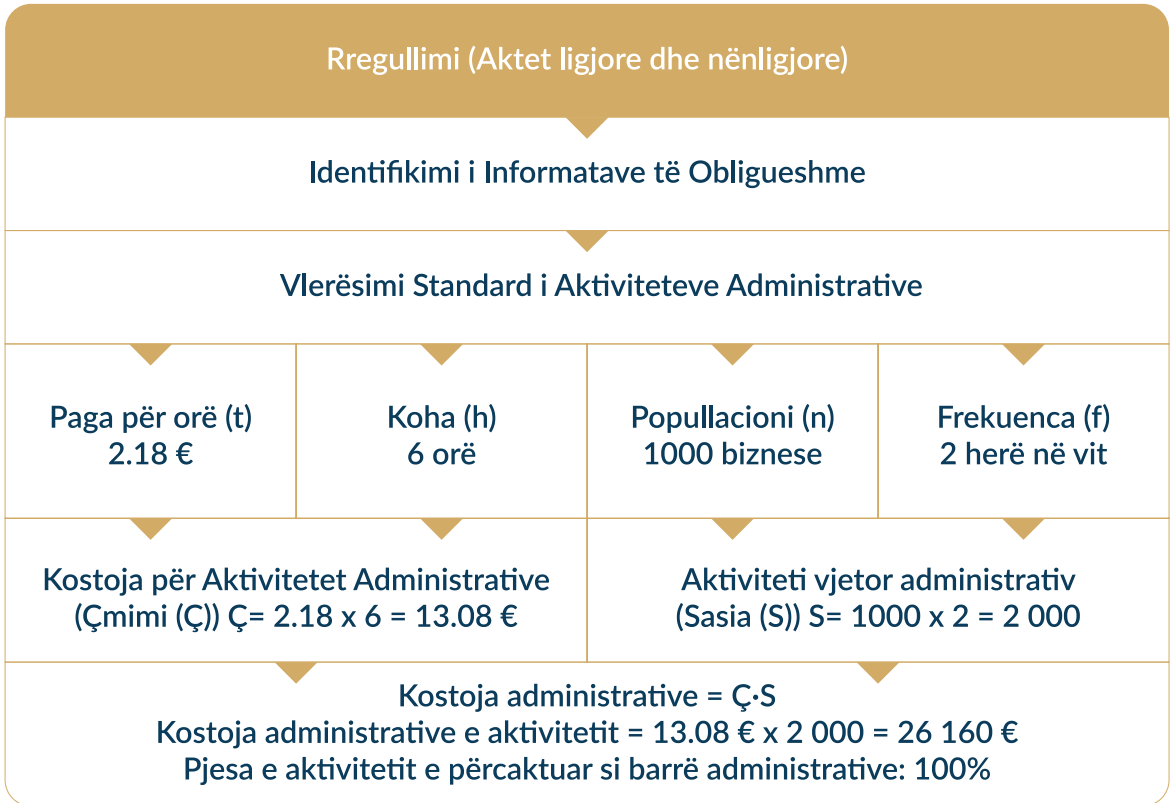 Rregullimi (Aktet ligjore dhe nënligjore)
Identifikimi i Informatave të Obligueshme
Vlerësimi Standard i Aktiviteteve Administrative
Paga për orë (t)
2.18 €
Koha (h)
6 orë
Popullacioni (n)
1000 biznese
Frekuenca (f)
2 herë në vit
Kostoja për Aktivitetet Administrative
(Çmimi (Ç)) Ç= 2.18 x 6 = 13.08 €
Aktiviteti vjetor administrativ
(Sasia (S)) S= 1000 x 2 = 2 000
Kostoja administrative = Ç·S
Kostoja administrative e aktivitetit = 13.08 € x 2 000 = 26 160 €
Pjesa e aktivitetit e përcaktuar si barrë administrative: 100%